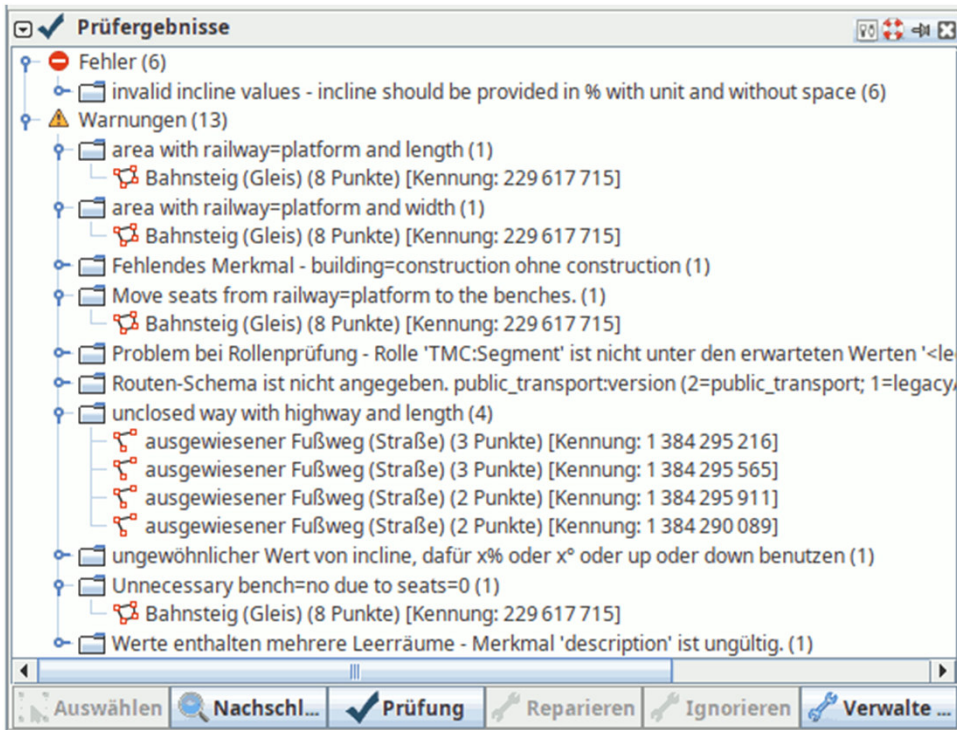 Prüfergebnisse
Fehler (6)
invalid incline values - incline should be provided in % with unit and without space (6)
Warnungen (13)
area with railway=platform and length (1)
Bahnsteig (Gleis) (8 Punkte) [Kennung: 229 617 715]
area with railway=platform and width (1)
Bahnsteig (Gleis) (8 Punkte) [Kennung: 229 617 715]
Fehlendes Merkmal - building=construction ohne construction (1)
Move seats from railway=platform to the benches. (1)
Bahnsteig (Gleis) (8 Punkte) [Kennung: 229 617 715]
Problem bei Rollenprüfung - Rolle 'TMC:Segment' ist nicht unter den erwarteten Werten '<le
Routen-Schema ist nicht angegeben. public_transport:version (2=public_transport; 1=legacy/
unclosed way with highway and length (4)
ausgewiesener Fußweg (Straße) (3 Punkte) [Kennung: 1 384 295 216]
ausgewiesener Fußweg (Straße) (3 Punkte) [Kennung: 1 384 295 565]
ausgewiesener Fußweg (Straße) (2 Punkte) [Kennung: 1 384 295 911]
ausgewiesener Fußweg (Straße) (2 Punkte) [Kennung: 1 384 290 089]
ungewöhnlicher Wert von incline, dafür x% oder x° oder up oder down benutzen (1)
Unnecessary bench=no due to seats=0 (1)
Bahnsteig (Gleis) (8 Punkte) [Kennung: 229 617 715]
Werte enthalten mehrere Leerräume - Merkmal 'description' ist ungültig. (1)
Auswählen Nachschl... Prüfung Reparieren Ignorieren Verwalte ...